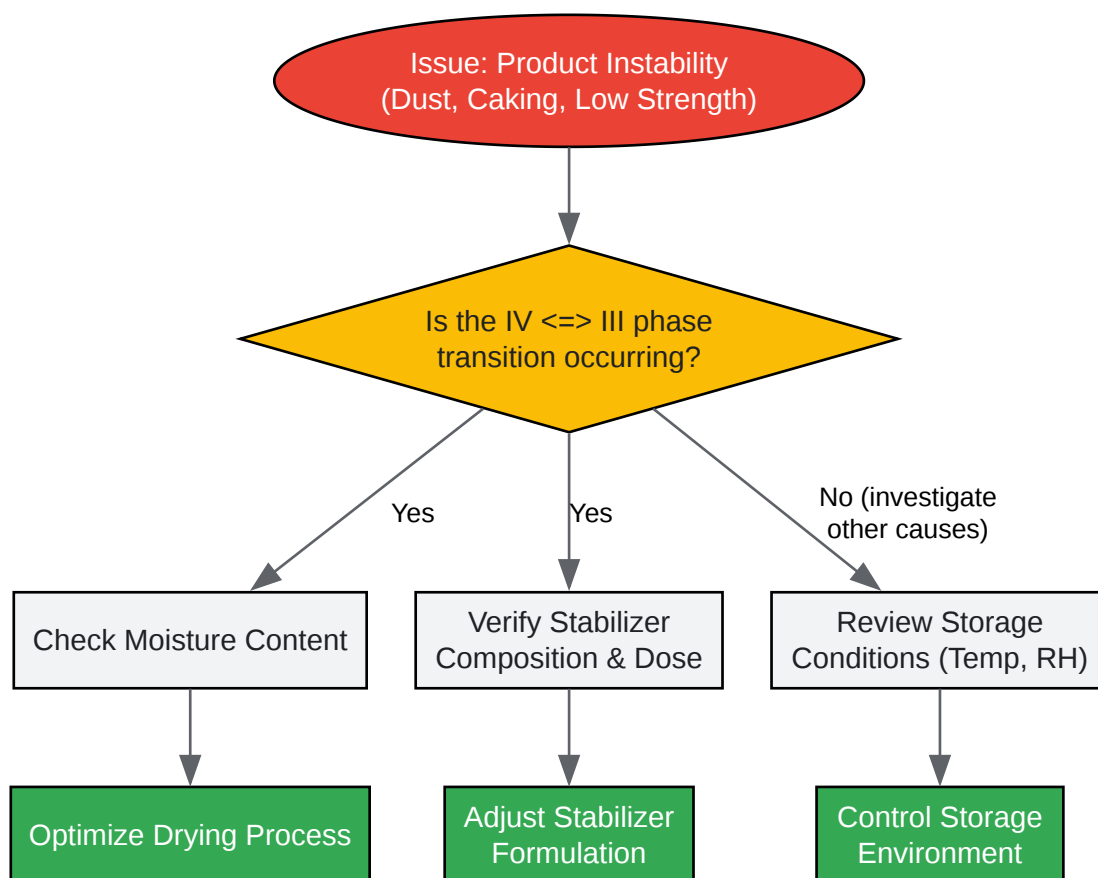 Issue: Product Instability
(Dust, Caking, Low Strength)
Is the IV <=> III phase
transition occurring?
Yes
Yes
No (investigate
other causes)
Check Moisture Content
Verify Stabilizer
Composition & Dose
Review Storage
Conditions (Temp, RH)
Optimize Drying Process
Adjust Stabilizer
Formulation
Control Storage
Environment